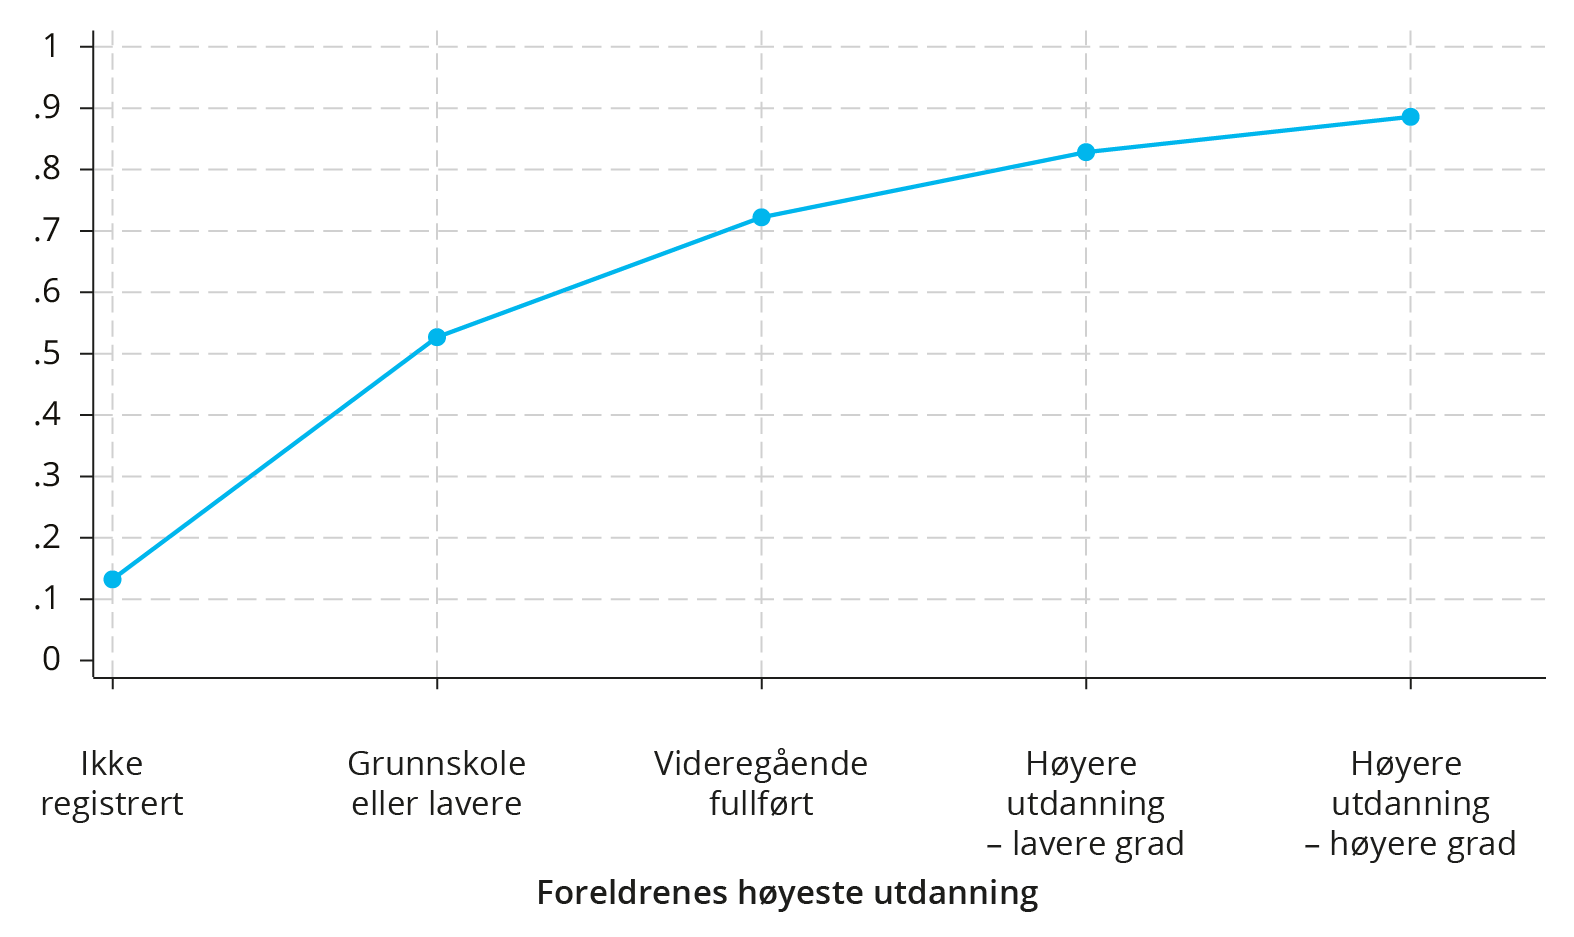 1
.9
.8
.7
.6
.5
.4
.3
.2
.1
0
Ikke
registrert
Grunnskole
eller lavere
Videregående
fullført
Høyere
utdanning
– lavere grad
Høyere
utdanning
– høyere grad
Foreldrenes høyeste utdanning